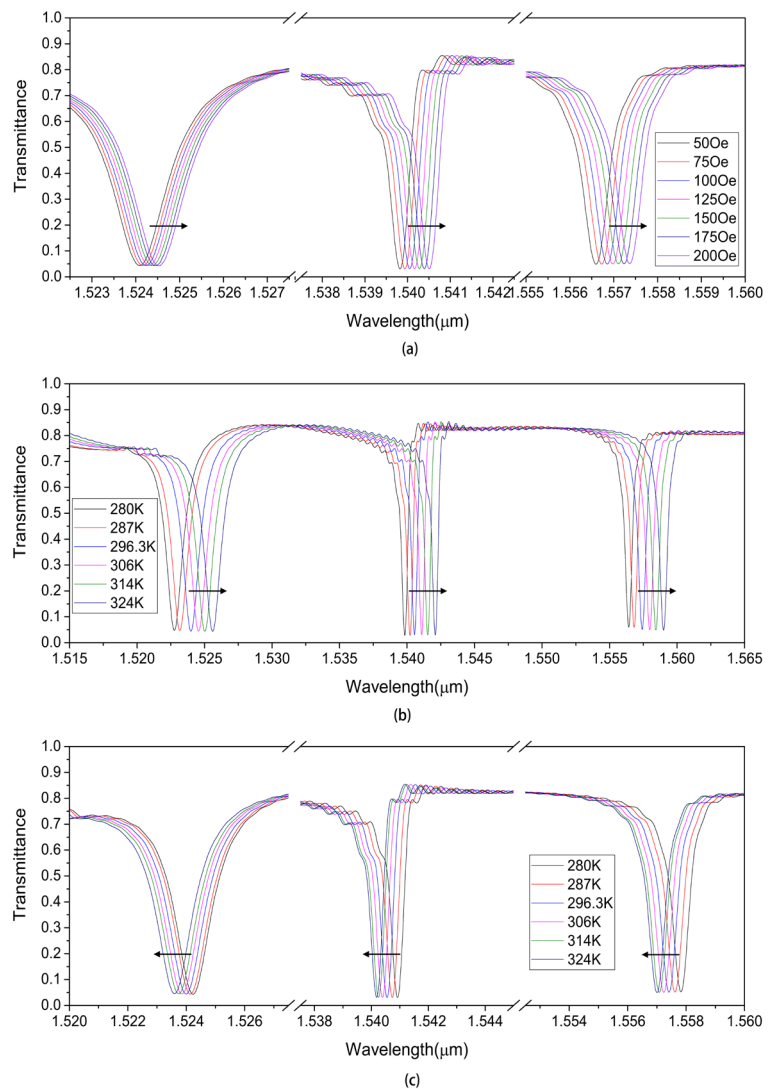 1.0
0.9
0.8
0.7
0.6
0.5
0.4
0.3
0.2
0.1
0.0
Transmittance
50Oe
75Oe
100Oe
125Oe
150Oe
175Oe
200Oe
1.523 1.524 1.525 1.526 1.527 1.538 1.539 1.540 1.541 1.542 1.555 1.556 1.557 1.558 1.559 1.560
Wavelength(μm)
(a)
1.0
0.9
0.8
0.7
0.6
0.5
0.4
0.3
0.2
0.1
0.0
Transmittance
280K
287K
296.3K
306K
314K
324K
1.515 1.520 1.525 1.530 1.535 1.540 1.545 1.550 1.555 1.560 1.565
Wavelength(μm)
(b)
1.0
0.9
0.8
0.7
0.6
0.5
0.4
0.3
0.2
0.1
0.0
Transmittance
280K
287K
296.3K
306K
314K
324K
1.520 1.522 1.524 1.526 1.538 1.540 1.542 1.544 1.554 1.556 1.558 1.560
Wavelength(μm)
(c)